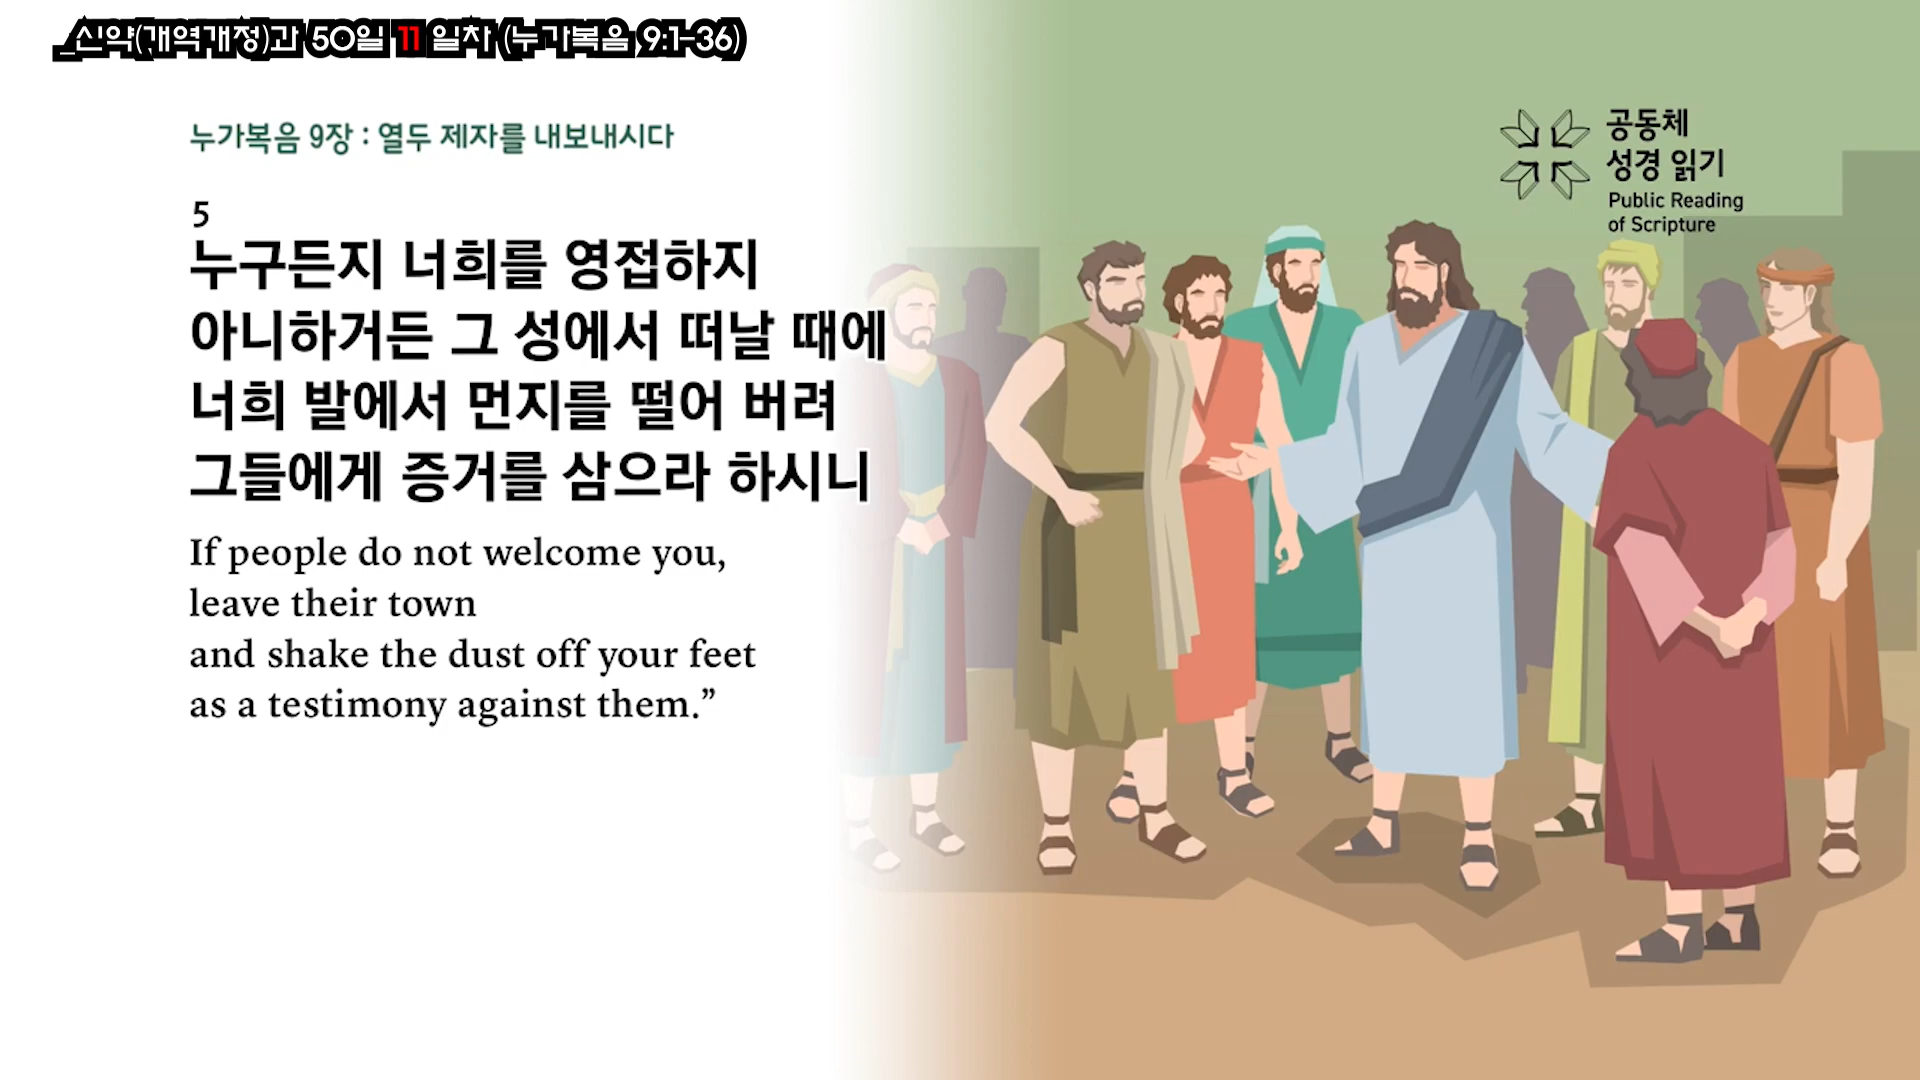 _신약(개역개정)과 50일 11 일차 (누가복음 9:1-36)
누가복음 9장 : 열두 제자를 내보내시다
5
누구든지 너희를 영접하지
아니하거든 그 성에서 떠날 때에
너희 발에서 먼지를 떨어 버려
그들에게 증거를 삼으라 하시니
If people do not welcome you,
leave their town
and shake the dust off your feet
as a testimony against them.”
공동체
성경 읽기
Public Reading
of Scripture